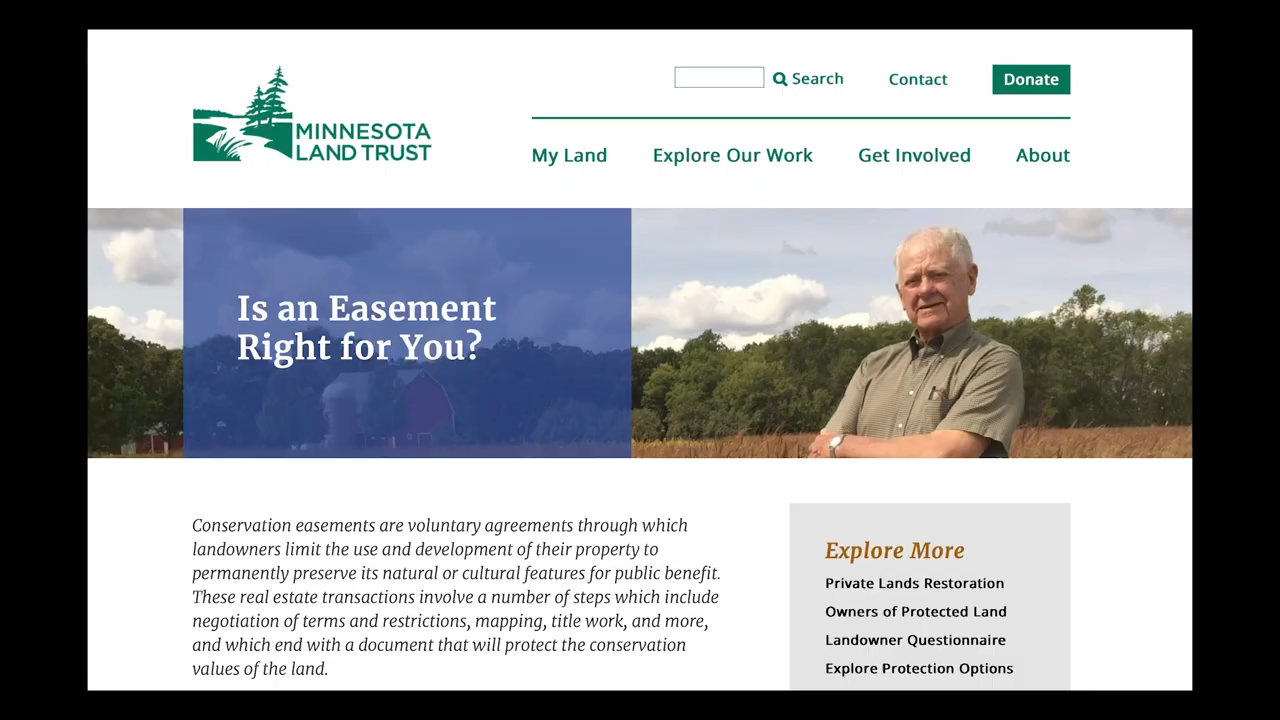 MINNESOTA
LAND TRUST
Search
Contact
Donate
My Land
Explore Our Work
Get Involved
About
Is an Easement
Right for You?
Conservation easements are voluntary agreements through which
landowners limit the use and development of their property to
permanently preserve its natural or cultural features for public benefit.
These real estate transactions involve a number of steps which include
negotiation of terms and restrictions, mapping, title work, and more,
and which end with a document that will protect the conservation
values of the land.
Explore More
Private Lands Restoration
Owners of Protected Land
Landowner Questionnaire
Explore Protection Options